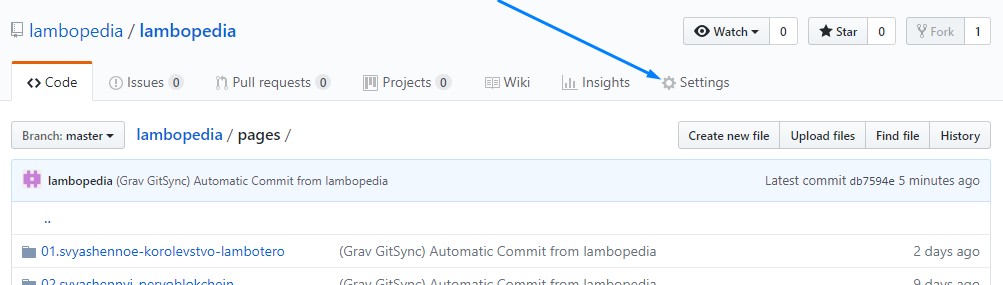 lambopedia / lambopedia
Watch 0 Star 0 Fork 1
Code Issues 0 Pull requests 0 Projects 0 Wiki Insights Settings
Branch: master lambopedia / pages / Create new file Upload files Find file History
lambopedia (Grav GitSync) Automatic Commit from lambopedia Latest commit db7594e 5 minutes ago
..
01.svyashennoe-korolevstvo-lambotero (Grav GitSync) Automatic Commit from lambopedia 2 days ago
02.svyashennyi-pervoblokchein (Grav GitSync) Automatic Commit from lambopedia 9 days ago